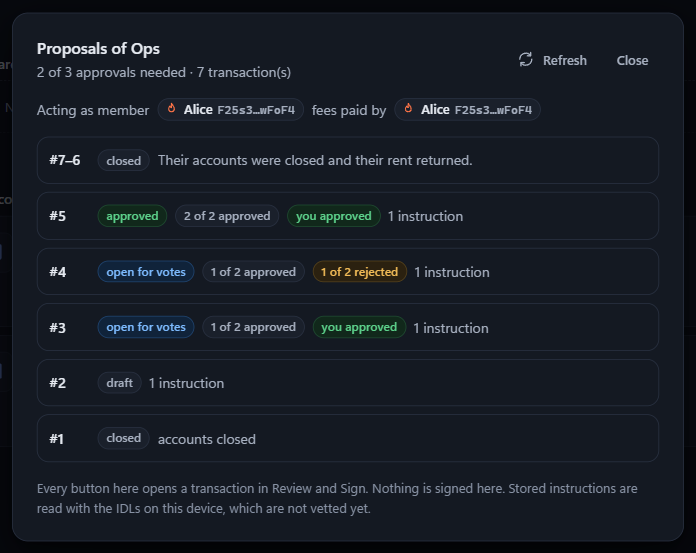 Proposals of Ops
2 of 3 approvals needed · 7 transaction(s)
Refresh
Close
Acting as member Alice F25s3…wFoF4 fees paid by Alice F25s3…wFoF4
#7–6 closed Their accounts were closed and their rent returned.
#5 approved 2 of 2 approved you approved 1 instruction
#4 open for votes 1 of 2 approved 1 of 2 rejected 1 instruction
#3 open for votes 1 of 2 approved you approved 1 instruction
#2 draft 1 instruction
#1 closed accounts closed
Every button here opens a transaction in Review and Sign. Nothing is signed here. Stored instructions are
read with the IDLs on this device, which are not vetted yet.